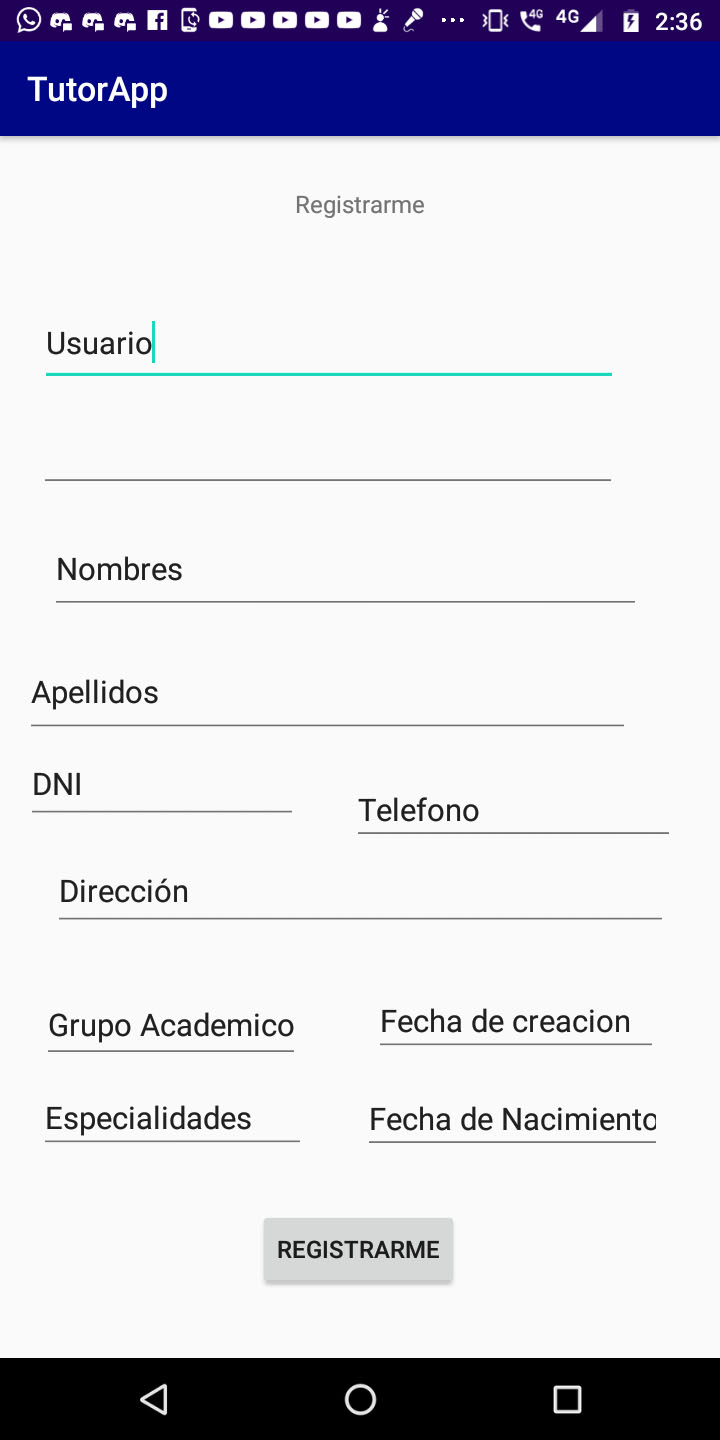 4G 4G 2:36
TutorApp
Registrarme
Usuario
Nombres
Apellidos
DNI
Telefono
Dirección
Grupo Academico
Fecha de creacion
Especialidades
Fecha de Nacimiento
REGISTRARME